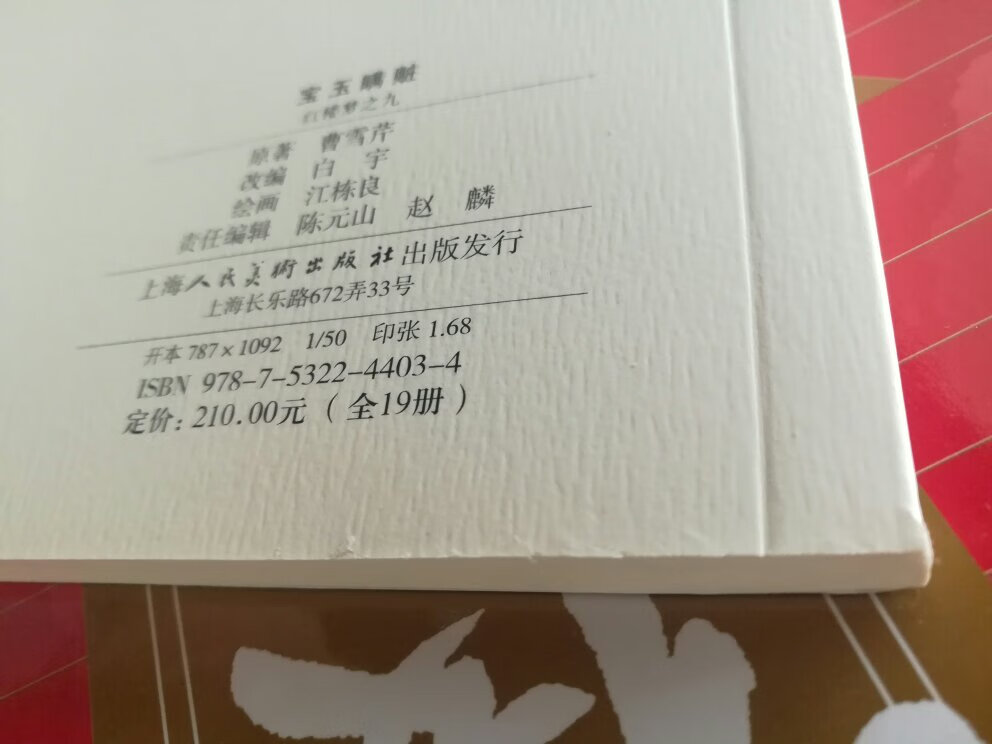 宝玉瞒赃
红楼梦之九
原著 曹雪芹
改编 白宇
绘画 江栋良
责任编辑 陈元山 赵麟
上海人民美術出版社出版发行
上海长乐路672弄33号
开本 787×1092 1/50 印张 1.68
ISBN 978-7-5322-4403-4
定价：210.00元（全19册）